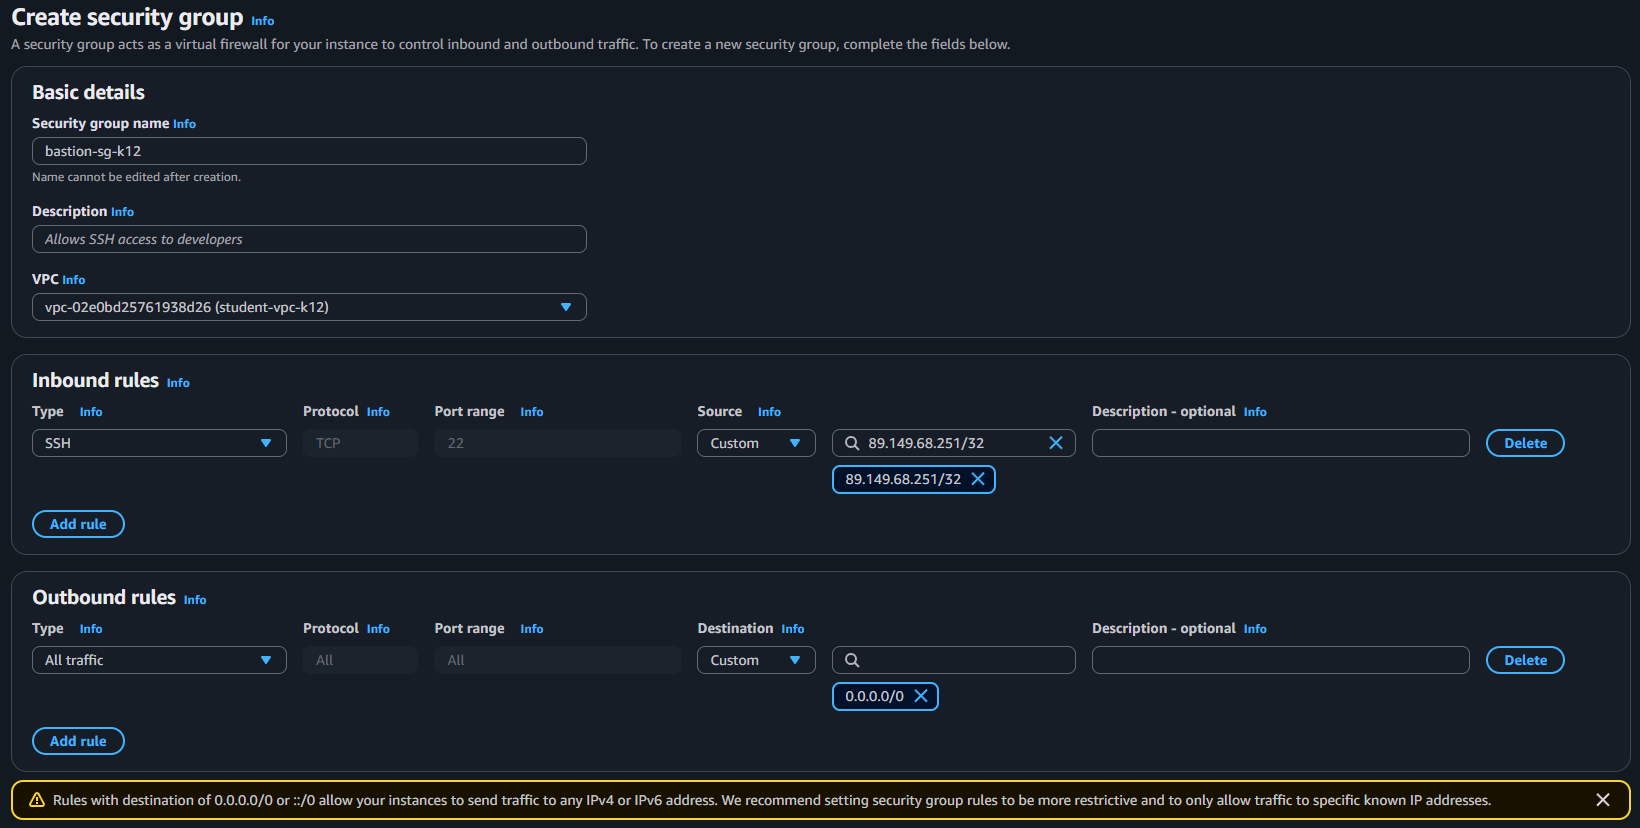 Create security group Info
A security group acts as a virtual firewall for your instance to control inbound and outbound traffic. To create a new security group, complete the fields below.
Basic details
Security group name Info
bastion-sg-k12
Name cannot be edited after creation.
Description Info
Allows SSH access to developers
VPC Info
vpc-02e0bd25761938d26 (student-vpc-k12)
Inbound rules Info
Type Info Protocol Info Port range Info Source Info Description - optional Info
SSH TCP 22 Custom 89.149.68.251/32 Delete
89.149.68.251/32
Add rule
Outbound rules Info
Type Info Protocol Info Port range Info Destination Info Description - optional Info
All traffic All All Custom Delete
0.0.0.0/0
Add rule
Rules with destination of 0.0.0.0/0 or ::/0 allow your instances to send traffic to any IPv4 or IPv6 address. We recommend setting security group rules to be more restrictive and to only allow traffic to specific known IP addresses.